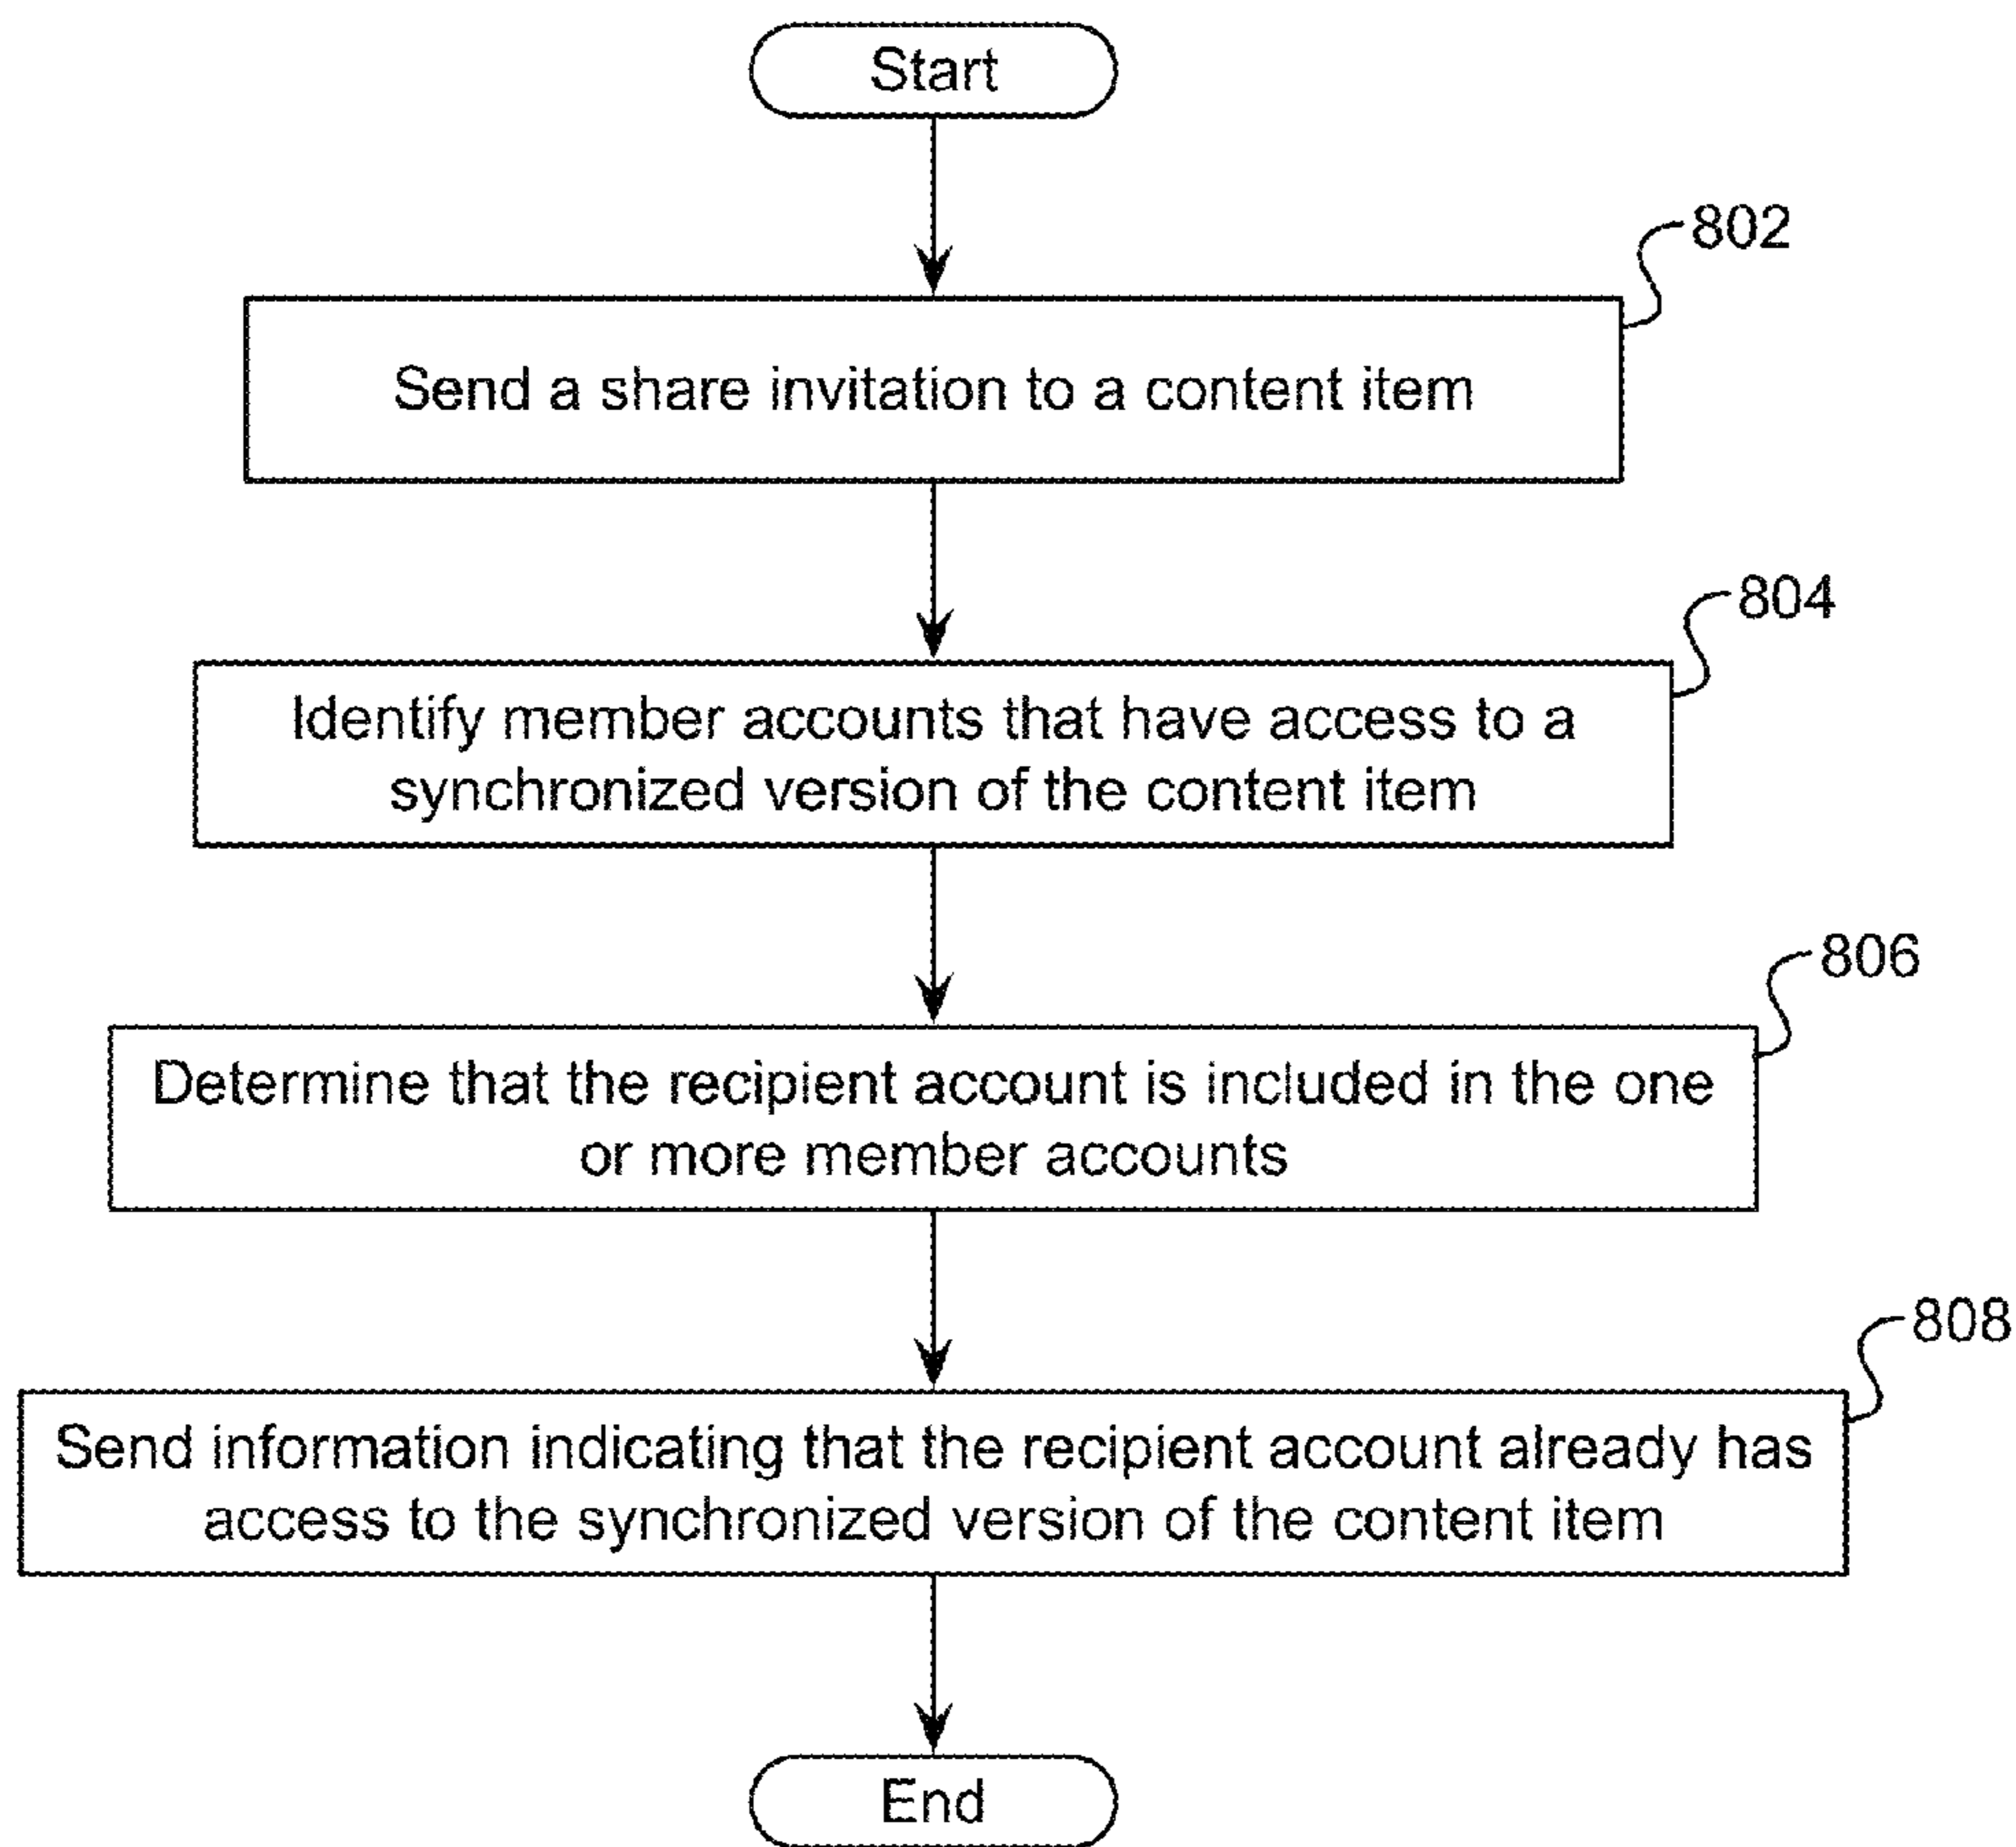 Start
802
Send a share invitation to a content item
804
Identify member accounts that have access to a
synchronized version of the content item
806
Determine that the recipient account is included in the one
or more member accounts
808
Send information indicating that the recipient account already has
access to the synchronized version of the content item
End